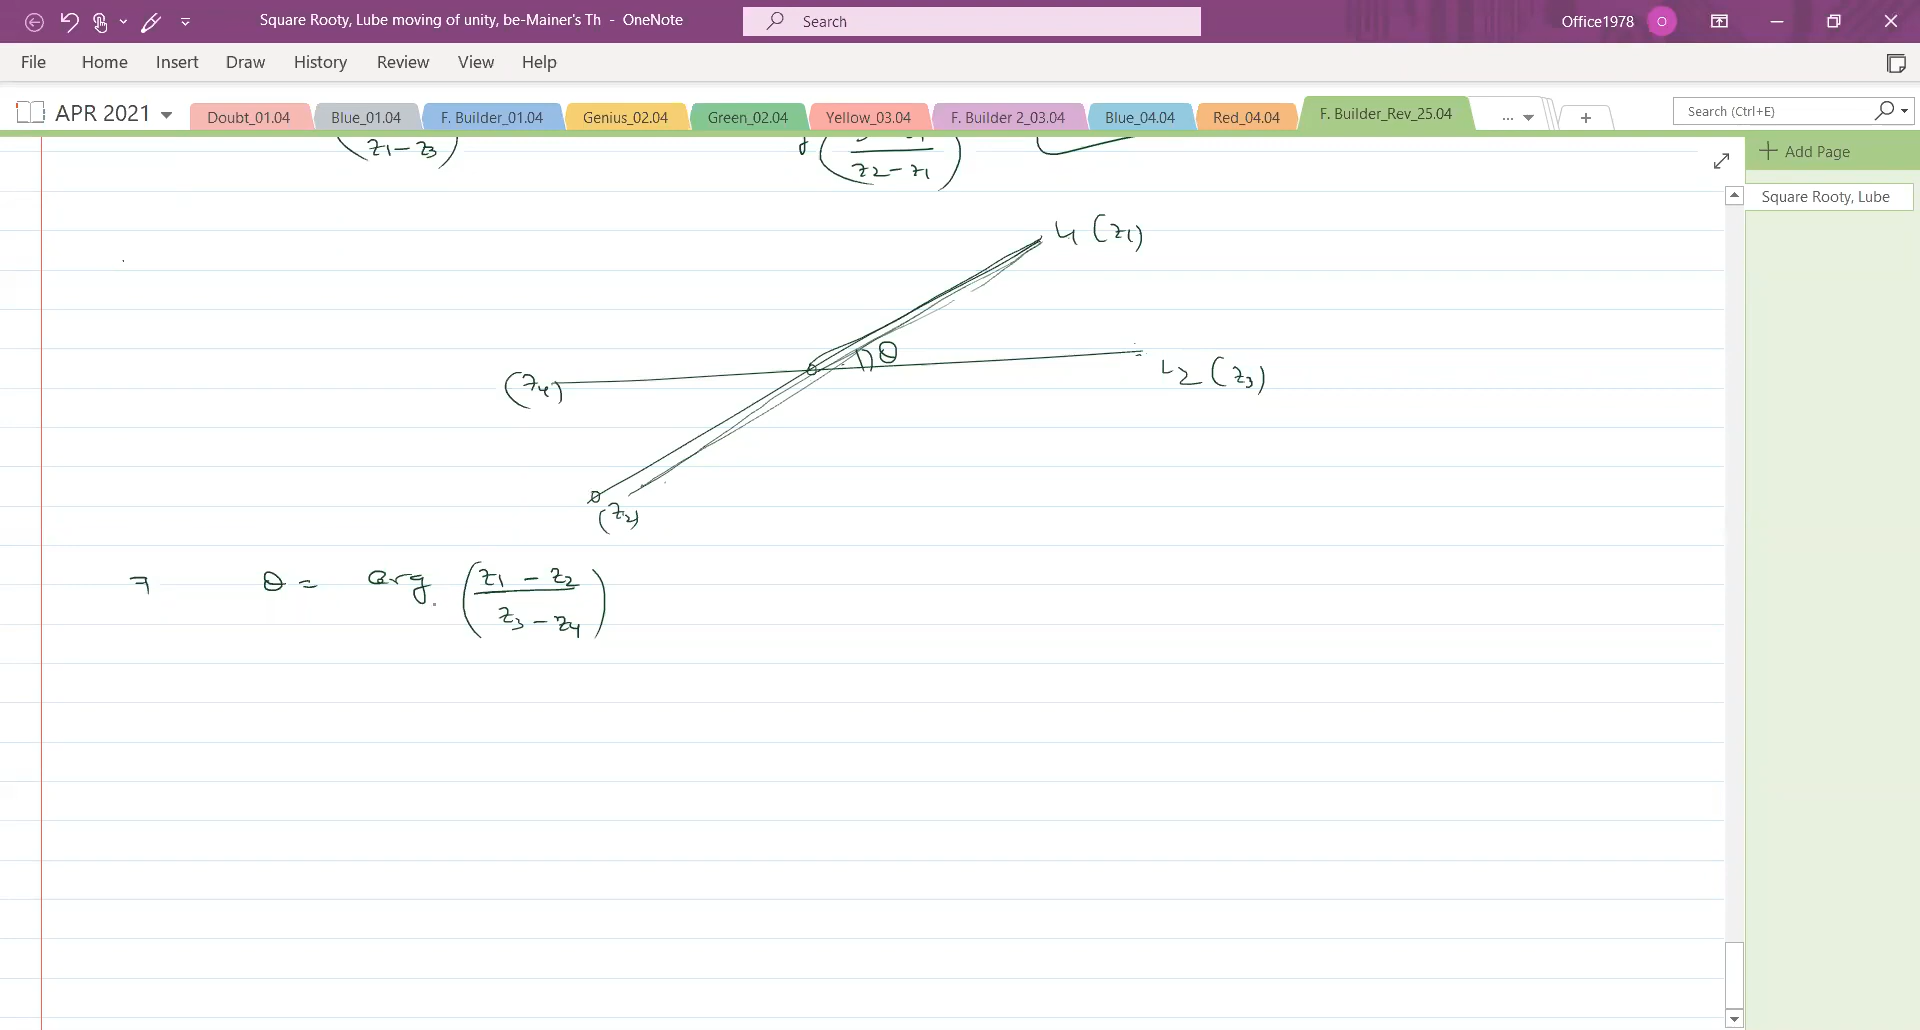 Square Rooty, Lube moving of unity, be-Mainer's Th - OneNote
Search
Office1978
O
File Home Insert Draw History Review View Help
APR 2021
Doubt_01.04 Blue_01.04 F. Builder_01.04 Genius_02.04 Green_02.04 Yellow_03.04 F. Builder 2_03.04 Blue_04.04 Red_04.04 F. Builder_Rev_25.04 ... +
Search (Ctrl+E)
+ Add Page
Square Rooty, Lube
z1 - z3
z2 - z1
L1 (z1)
θ
L2 (z3)
(z4)
(z2)
7 θ = arg (z1 - z2 / z3 - z4)